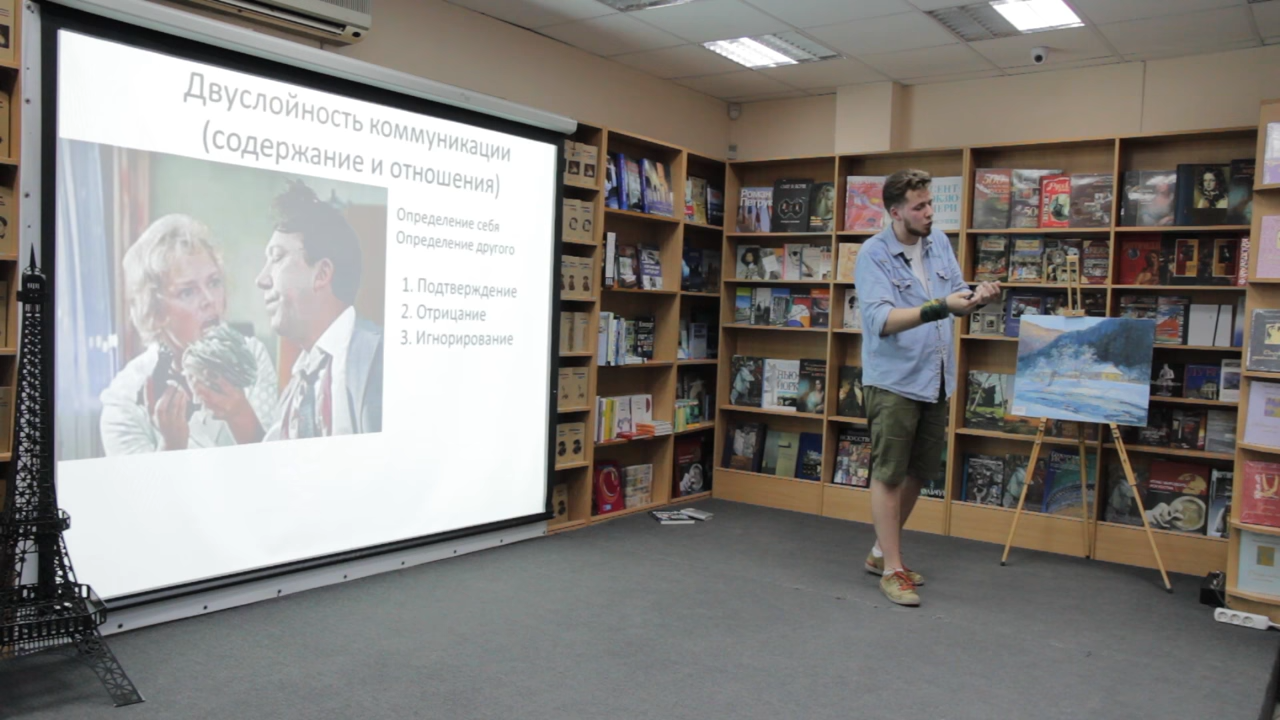 Двуслойность коммуникации
(содержание и отношения)
Определение себя
Определение другого
1. Подтверждение
2. Отрицание
3. Игнорирование